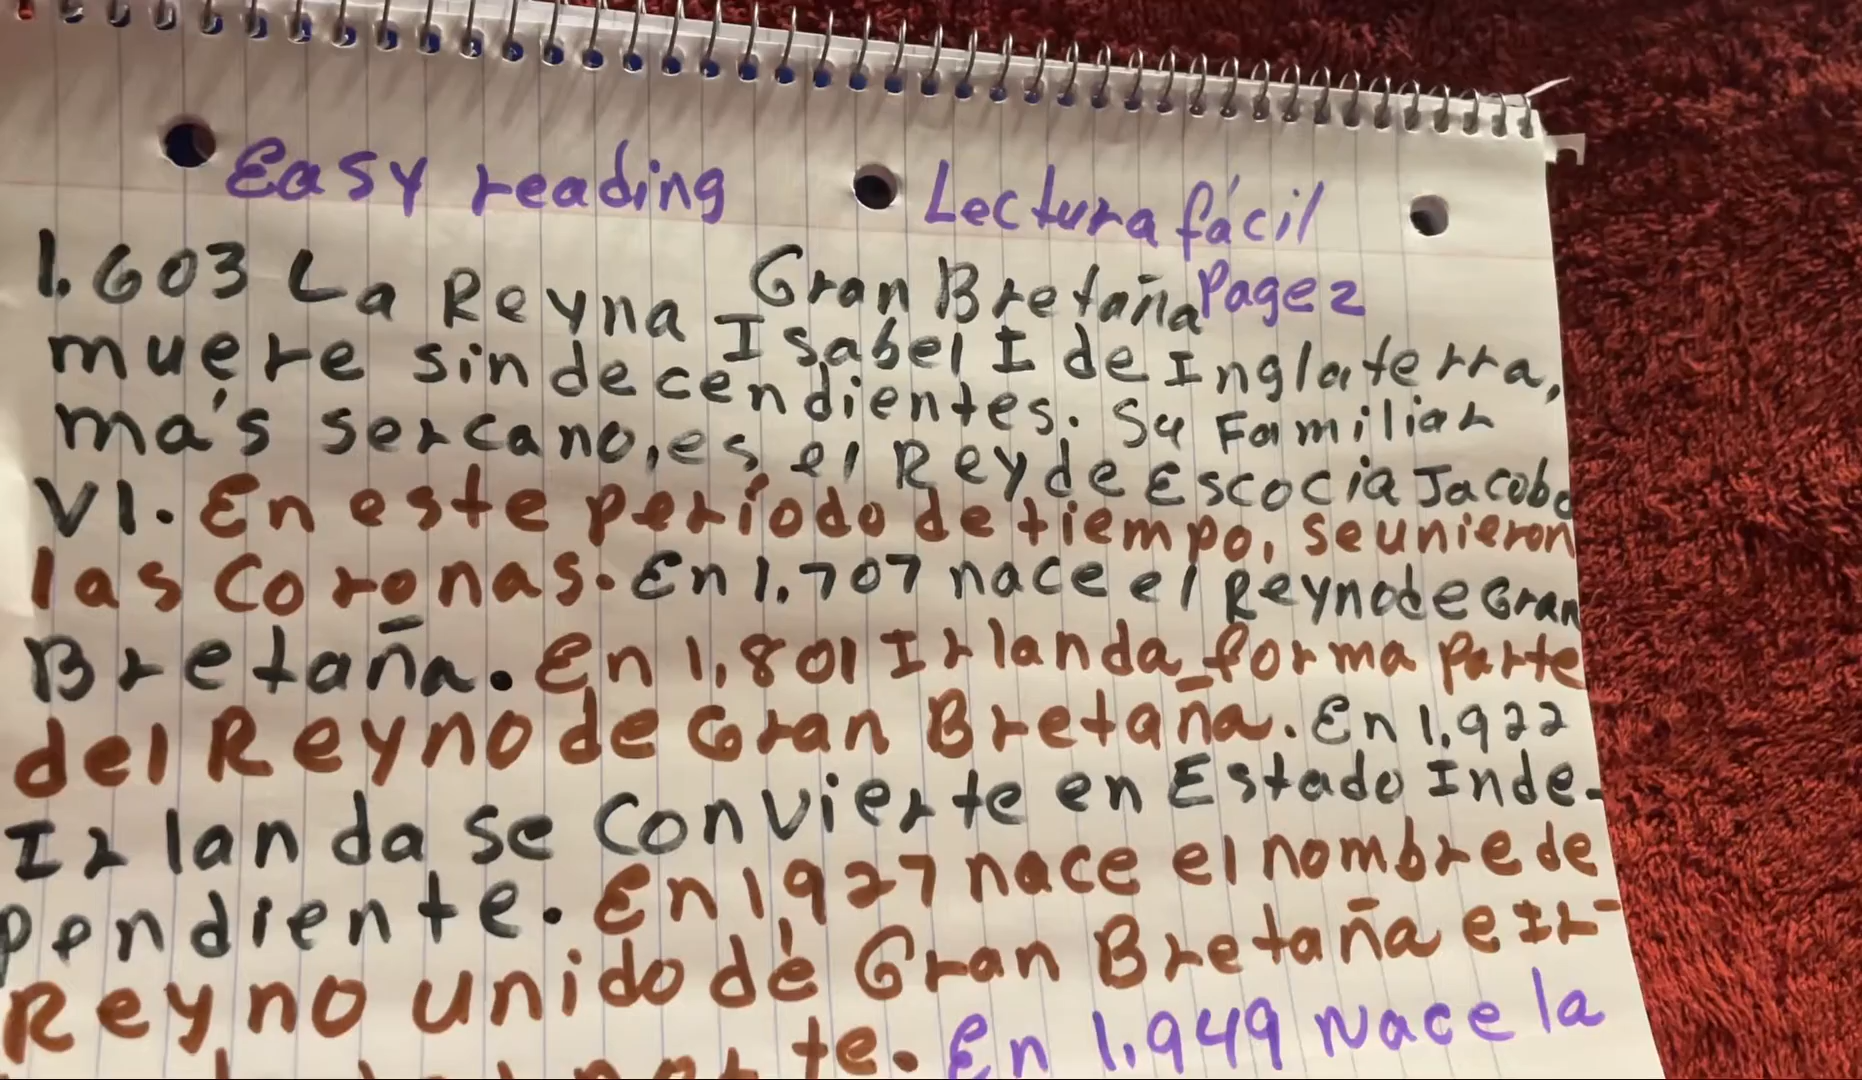 Easy reading Lectura fácil
Gran Bretaña Page 2
1.603 La Reyna Isabel I de Inglaterra,
muere sin decendientes. Su Familiar
más sercano, es el Rey de Escocia Jacobo
VI. En este período de tiempo, se unieron
las Coronas. En 1.707 nace el Reyno de Gran
Bretaña. En 1,801 Irlanda forma parte
del Reyno de Gran Bretaña. En 1.922
Irlanda se convierte en Estado Inde-
pendiente. En 1,927 nace el nombre de
Reyno unido de Gran Bretaña e Ir-
te. En 1.949 Nace la